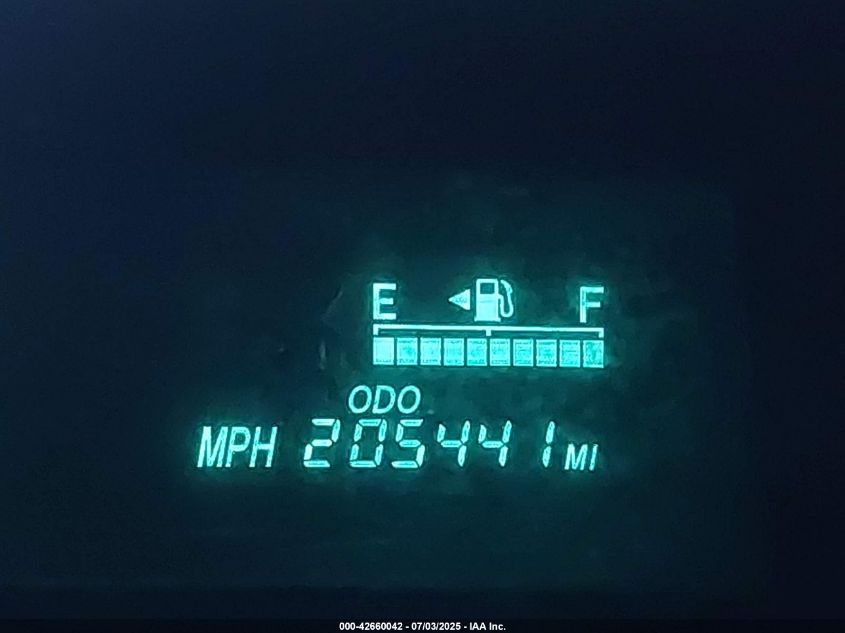 E F
ODO
MPH 205441 MI
000-42660042 - 07/03/2025 - IAA Inc.